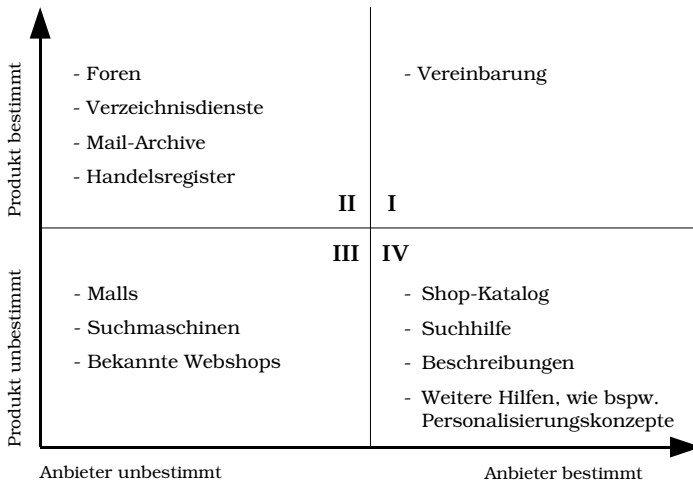 Produkt bestimmt
- Foren
- Verzeichnisdienste
- Mail-Archive
- Handelsregister
II
- Vereinbarung
I
Produkt unbestimmt
III
- Malls
- Suchmaschinen
- Bekannte Webshops
IV
- Shop-Katalog
- Suchhilfe
- Beschreibungen
- Weitere Hilfen, wie bspw.
Personalisierungskonzepte
Anbieter unbestimmt
Anbieter bestimmt